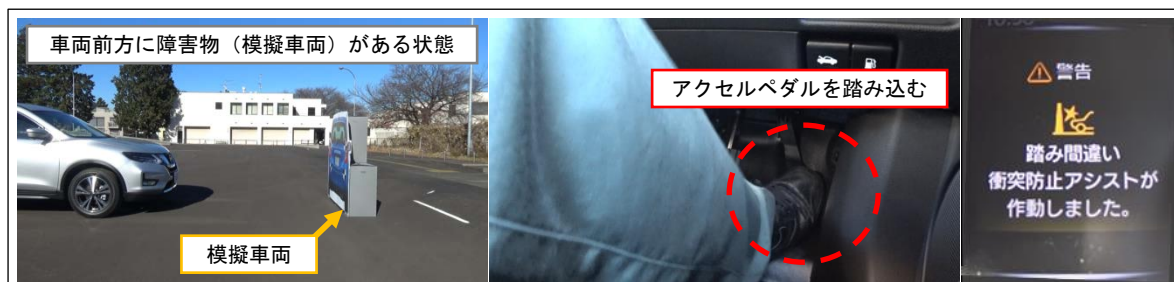 車両前方に障害物（模擬車両）がある状態
模擬車両
アクセルペダルを踏み込む
警告
踏み間違い
衝突防止アシストが
作動しました。